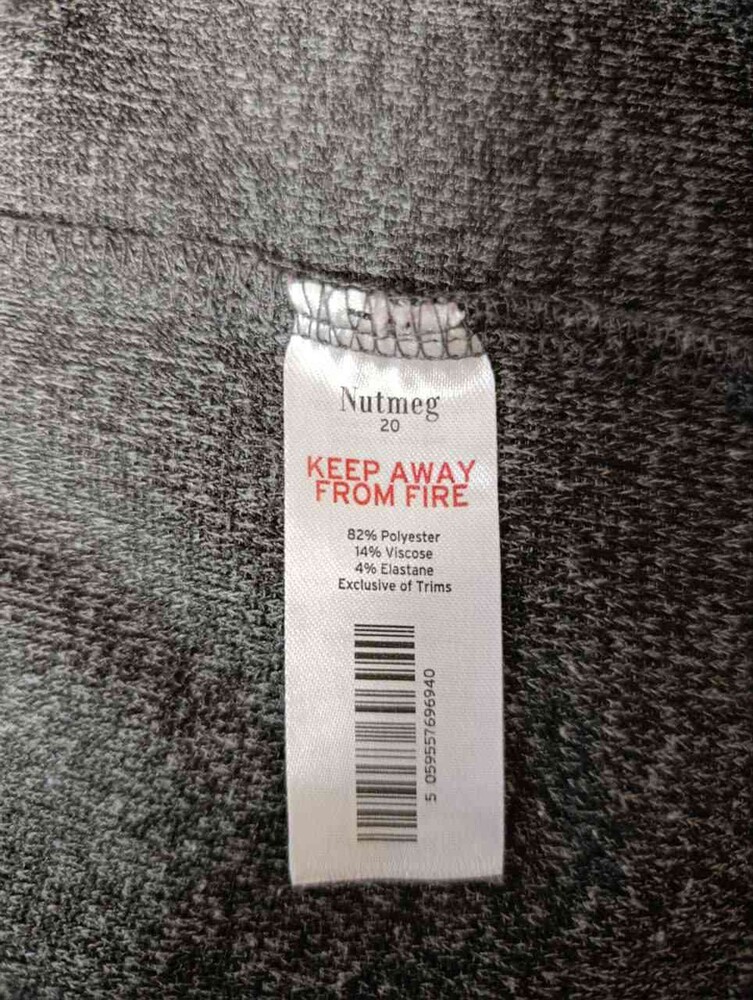 Nutmeg
20
KEEP AWAY
FROM FIRE
82% Polyester
14% Viscose
4% Elastane
Exclusive of Trims
5 059557696940